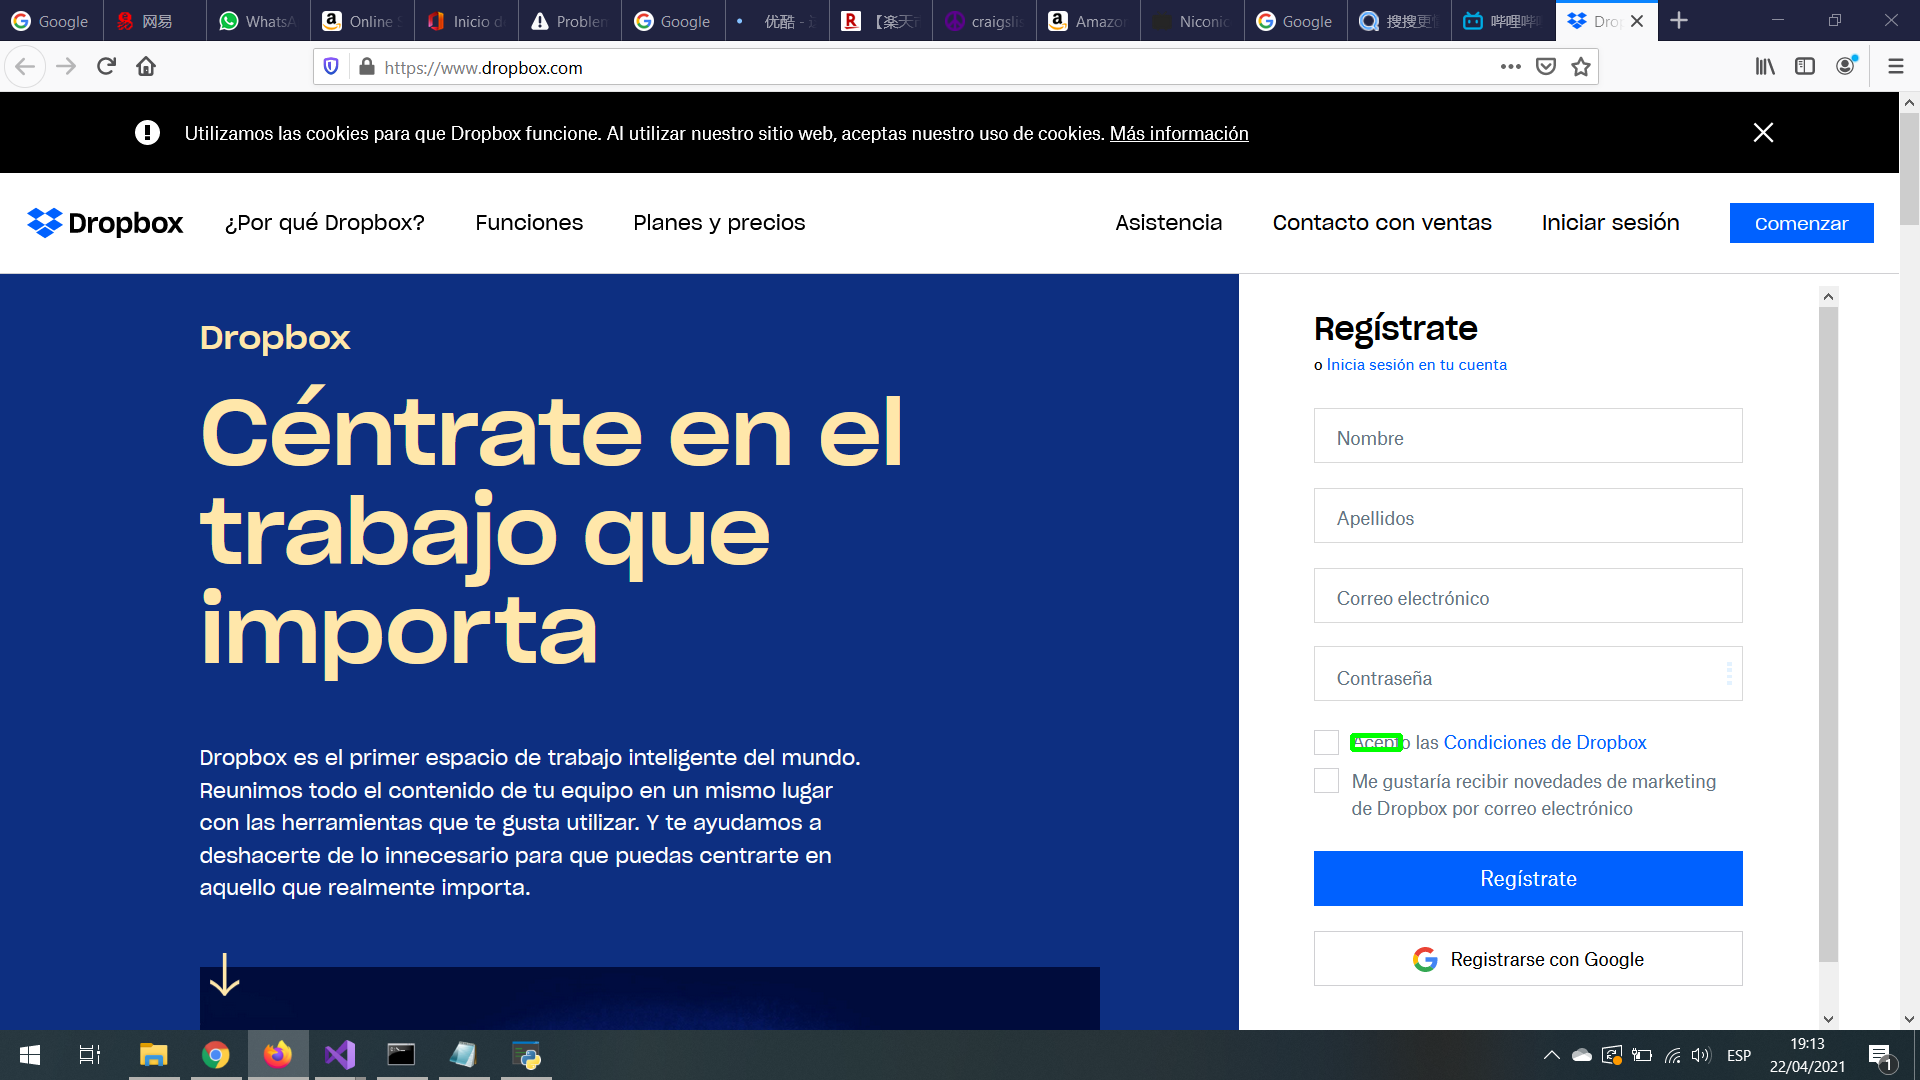 Google
网易
WhatsA
Online S
Inicio d
Problem
Google
优酷 -
【楽天市
craigslis
Amazon
Niconic
Google
搜搜更
哔哩哔
Dro
https://www.dropbox.com
Utilizamos las cookies para que Dropbox funcione. Al utilizar nuestro sitio web, aceptas nuestro uso de cookies. Más información
Dropbox
¿Por qué Dropbox?
Funciones
Planes y precios
Asistencia
Contacto con ventas
Iniciar sesión
Comenzar
Dropbox
Céntrate en el
trabajo que
importa
Dropbox es el primer espacio de trabajo inteligente del mundo.
Reunimos todo el contenido de tu equipo en un mismo lugar
con las herramientas que te gusta utilizar. Y te ayudamos a
deshacerte de lo innecesario para que puedas centrarte en
aquello que realmente importa.
Regístrate
o Inicia sesión en tu cuenta
Nombre
Apellidos
Correo electrónico
Contraseña
Acepto las Condiciones de Dropbox
Me gustaría recibir novedades de marketing
de Dropbox por correo electrónico
Regístrate
Registrarse con Google
ESP
19:13
22/04/2021
1